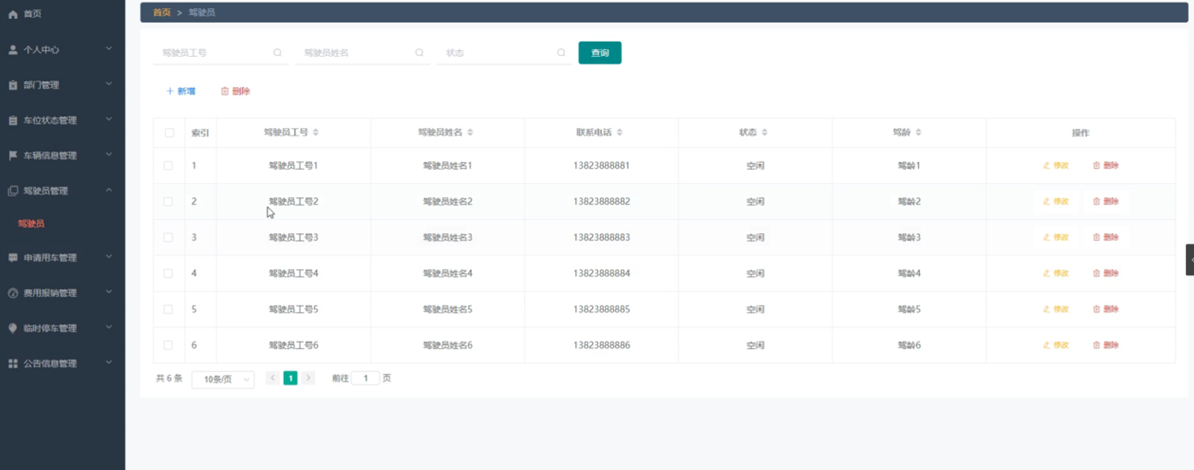 首页
个人中心
部门管理
车位状态管理
车辆信息管理
驾驶员管理
驾驶员
申请用车管理
费用报销管理
临时停车管理
公告信息管理
首页 > 驾驶员
驾驶员工号 驾驶员姓名 状态 查询
+ 新增 删除
索引 驾驶员工号 驾驶员姓名 联系电话 状态 驾龄 操作
1 驾驶员工号1 驾驶员姓名1 13823888881 空闲 驾龄1 修改 删除
2 驾驶员工号2 驾驶员姓名2 13823888882 空闲 驾龄2 修改 删除
3 驾驶员工号3 驾驶员姓名3 13823888883 空闲 驾龄3 修改 删除
4 驾驶员工号4 驾驶员姓名4 13823888884 空闲 驾龄4 修改 删除
5 驾驶员工号5 驾驶员姓名5 13823888885 空闲 驾龄5 修改 删除
6 驾驶员工号6 驾驶员姓名6 13823888886 空闲 驾龄6 修改 删除
共 6 条 10条/页 < 1 > 前往 1 页